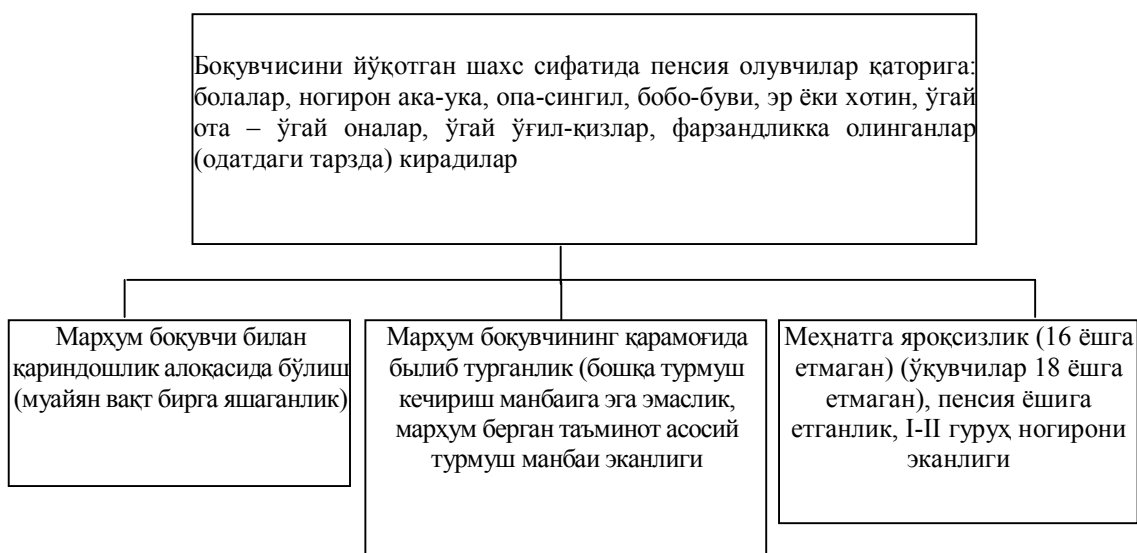 Боқувчисини йўқотган шахс сифатида пенсия олувчилар қаторига:
болалар, ногирон ака-ука, опа-сингил, бобо-буви, эр ёки хотин, ўгай
ота – ўгай оналар, ўгай ўғил-қизлар, фарзандликка олинганлар
(одатдаги тарзда) кирадилар
Марҳум боқувчи билан
қариндошлик алоқасида бўлиш
(муайян вақт бирга яшаганлик)
Марҳум боқувчининг қарамоғида
былиб турганлик (бошқа турмуш
кечириш манбаига эга эмаслик,
марҳум берган таъминот асосий
турмуш манбаи эканлиги
Меҳнатга яроқсизлик (16 ёшга
етмаган) (ўқувчилар 18 ёшга
етмаган), пенсия ёшига
етганлик, I-II гуруҳ ногирони
эканлиги